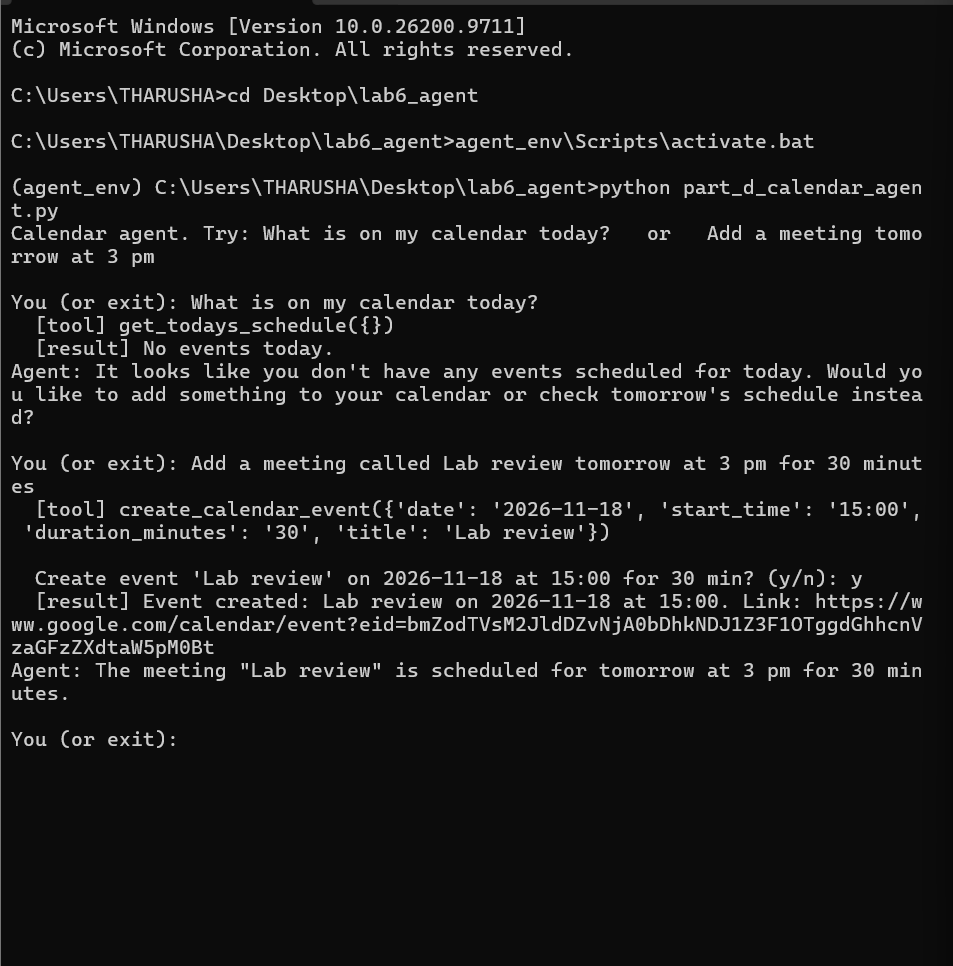 Microsoft Windows [Version 10.0.26200.9711]
(c) Microsoft Corporation. All rights reserved.
C:\Users\THARUSHA>cd Desktop\lab6_agent
C:\Users\THARUSHA\Desktop\lab6_agent>agent_env\Scripts\activate.bat
(agent_env) C:\Users\THARUSHA\Desktop\lab6_agent>python part_d_calendar_agen
t.py
Calendar agent. Try: What is on my calendar today?   or   Add a meeting tomo
rrow at 3 pm
You (or exit): What is on my calendar today?
  [tool] get_todays_schedule({})
  [result] No events today.
Agent: It looks like you don't have any events scheduled for today. Would yo
u like to add something to your calendar or check tomorrow's schedule instea
d?
You (or exit): Add a meeting called Lab review tomorrow at 3 pm for 30 minut
es
  [tool] create_calendar_event({'date': '2026-11-18', 'start_time': '15:00',
 'duration_minutes': '30', 'title': 'Lab review'})
  Create event 'Lab review' on 2026-11-18 at 15:00 for 30 min? (y/n): y
  [result] Event created: Lab review on 2026-11-18 at 15:00. Link: https://w
ww.google.com/calendar/event?eid=bmZodTVsM2JldDZvNjA0bDhkNDJ1Z3F1OTggdGhhcnV
zaGFzZXdtaW5pM0Bt
Agent: The meeting "Lab review" is scheduled for tomorrow at 3 pm for 30 min
utes.
You (or exit):